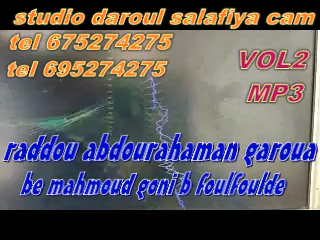 studio daroul salafiya cam
tel 675274275
tel 695274275
VOL2
MP3
raddou abdourahaman garoua
be mahmoud goni b foulfoulde